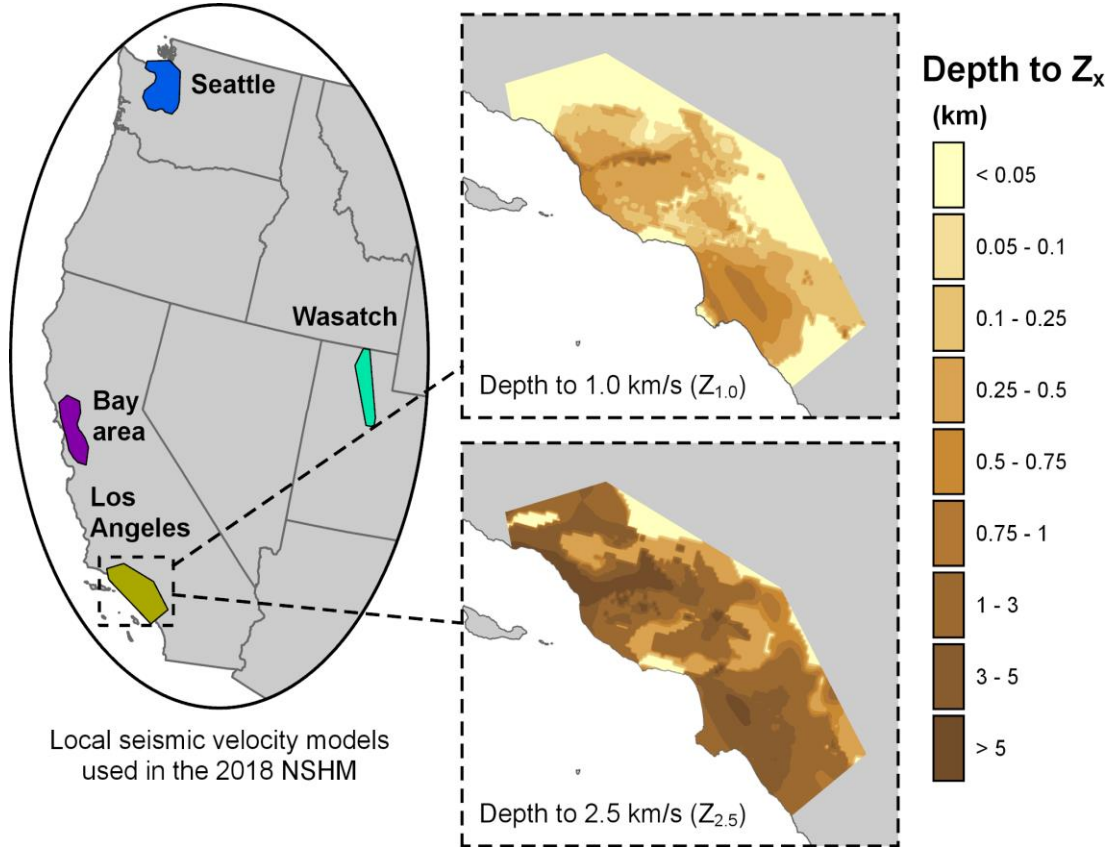 Seattle
Wasatch
Bay
area
Los
Angeles
Local seismic velocity models
used in the 2018 NSHM
Depth to 1.0 km/s (Z1.0)
Depth to 2.5 km/s (Z2.5)
Depth to Zx
(km)
< 0.05
0.05 - 0.1
0.1 - 0.25
0.25 - 0.5
0.5 - 0.75
0.75 - 1
1 - 3
3 - 5
> 5